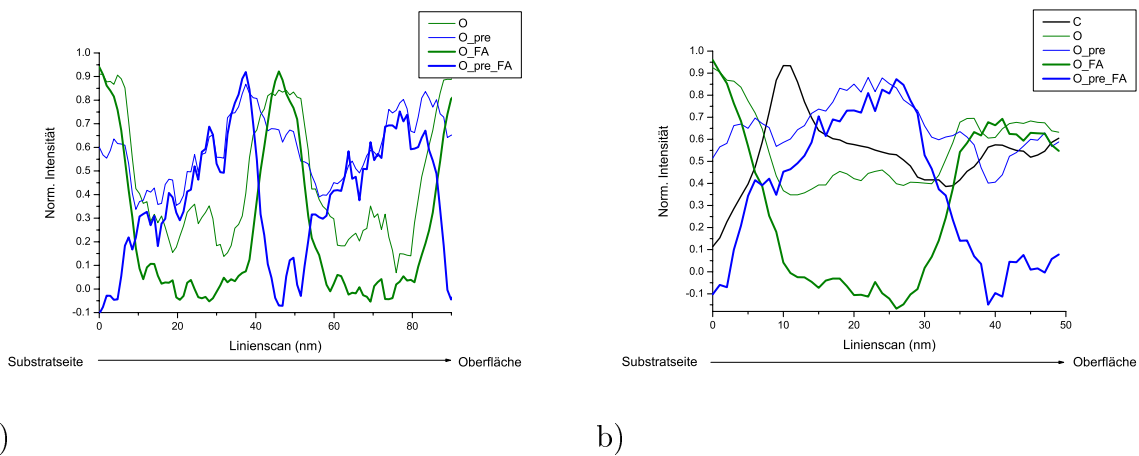 O
O_pre
O_FA
O_pre_FA
1.0
0.9
0.8
0.7
0.6
0.5
0.4
0.3
0.2
0.1
0.0
-0.1
Norm. Intensität
0 20 40 60 80
Linienscan (nm)
Substratseite Oberfläche
)
C
O
O_pre
O_FA
O_pre_FA
1.0
0.9
0.8
0.7
0.6
0.5
0.4
0.3
0.2
0.1
0.0
-0.1
Norm. Intensität
0 10 20 30 40 50
Linienscan (nm)
Substratseite Oberfläche
b)